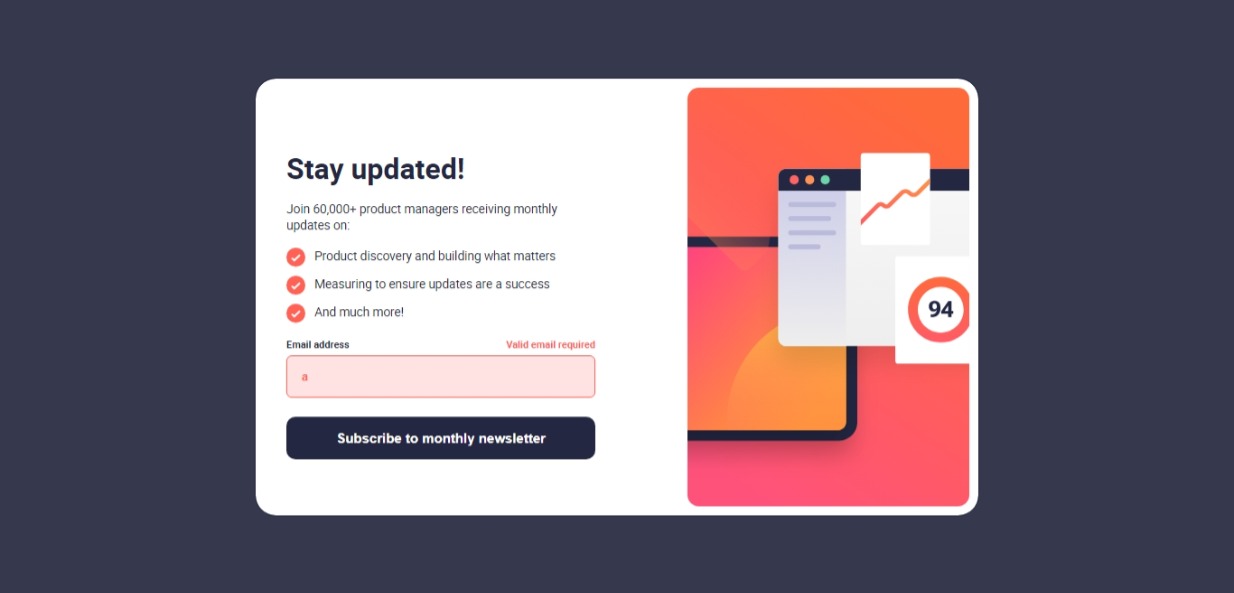 Stay updated!
Join 60,000+ product managers receiving monthly
updates on:
Product discovery and building what matters
Measuring to ensure updates are a success
And much more!
Email address Valid email required
a
Subscribe to monthly newsletter
94